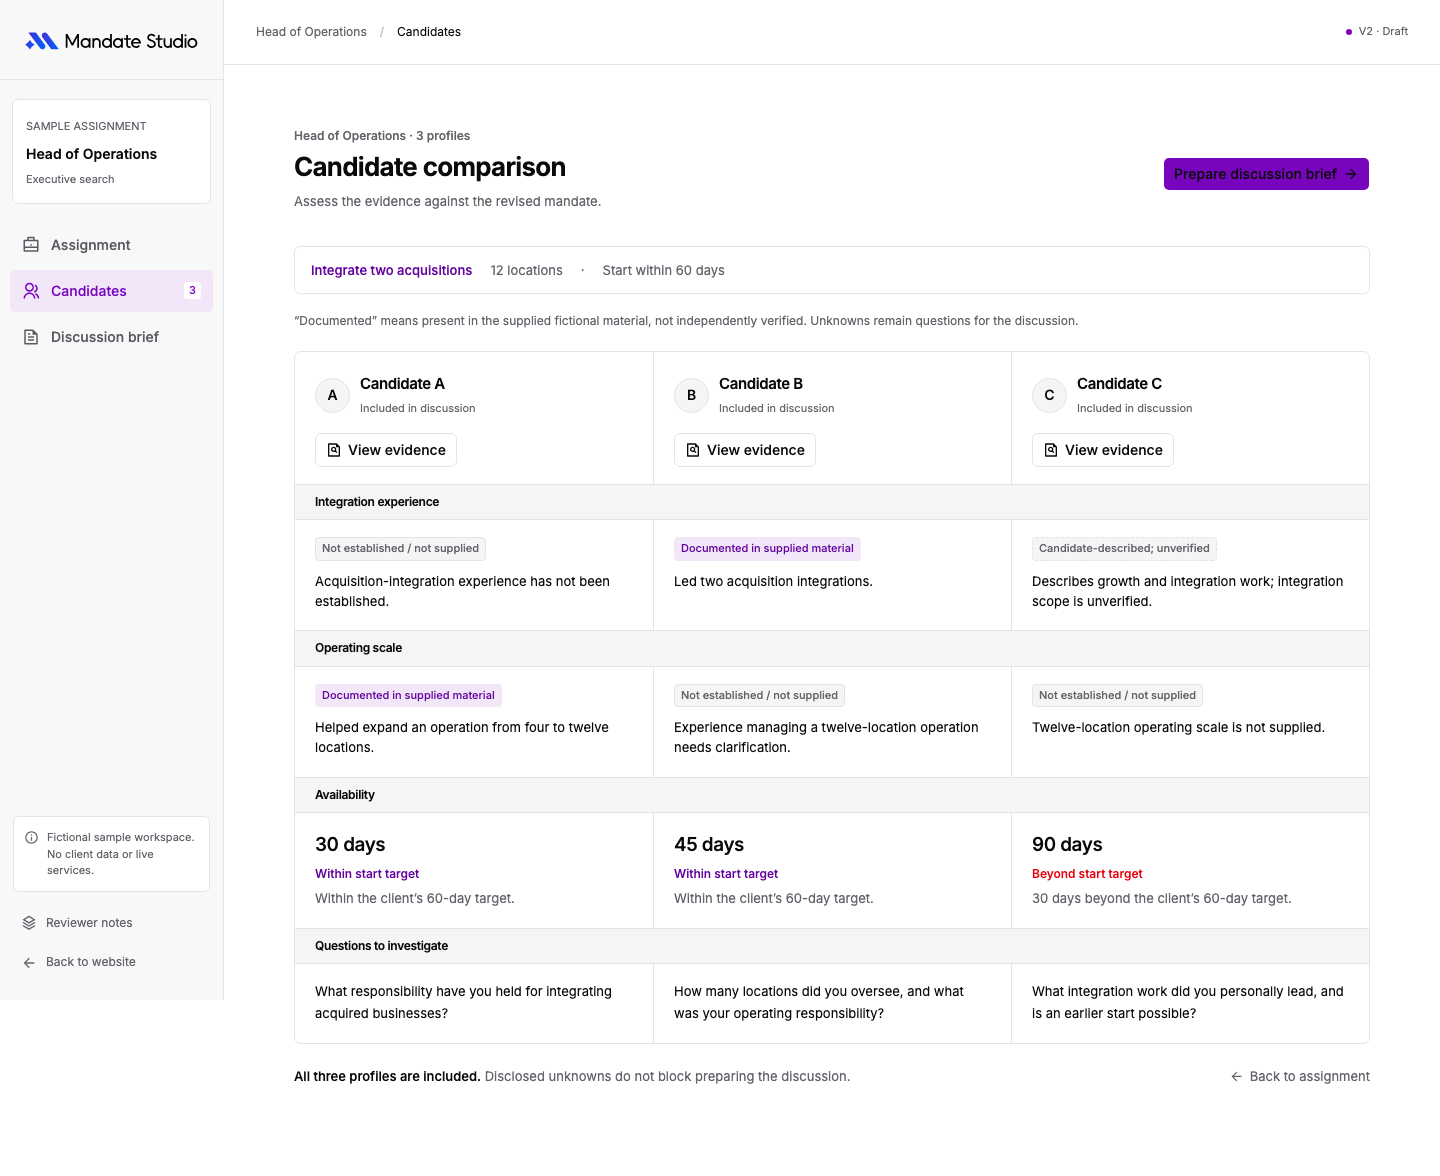 Mandate Studio
Head of Operations / Candidates
V2 · Draft
SAMPLE ASSIGNMENT
Head of Operations
Executive search
Assignment
Candidates 3
Discussion brief
Fictional sample workspace.
No client data or live
services.
Reviewer notes
Back to website
Head of Operations · 3 profiles
Candidate comparison
Assess the evidence against the revised mandate.
Prepare discussion brief →
Integrate two acquisitions 12 locations · Start within 60 days
“Documented” means present in the supplied fictional material, not independently verified. Unknowns remain questions for the discussion.
A
Candidate A
Included in discussion
View evidence
B
Candidate B
Included in discussion
View evidence
C
Candidate C
Included in discussion
View evidence
Integration experience
Not established / not supplied
Acquisition-integration experience has not been
established.
Documented in supplied material
Led two acquisition integrations.
Candidate-described; unverified
Describes growth and integration work; integration
scope is unverified.
Operating scale
Documented in supplied material
Helped expand an operation from four to twelve
locations.
Not established / not supplied
Experience managing a twelve-location operation
needs clarification.
Not established / not supplied
Twelve-location operating scale is not supplied.
Availability
30 days
Within start target
Within the client’s 60-day target.
45 days
Within start target
Within the client’s 60-day target.
90 days
Beyond start target
30 days beyond the client’s 60-day target.
Questions to investigate
What responsibility have you held for integrating
acquired businesses?
How many locations did you oversee, and what
was your operating responsibility?
What integration work did you personally lead, and
is an earlier start possible?
All three profiles are included. Disclosed unknowns do not block preparing the discussion.
← Back to assignment